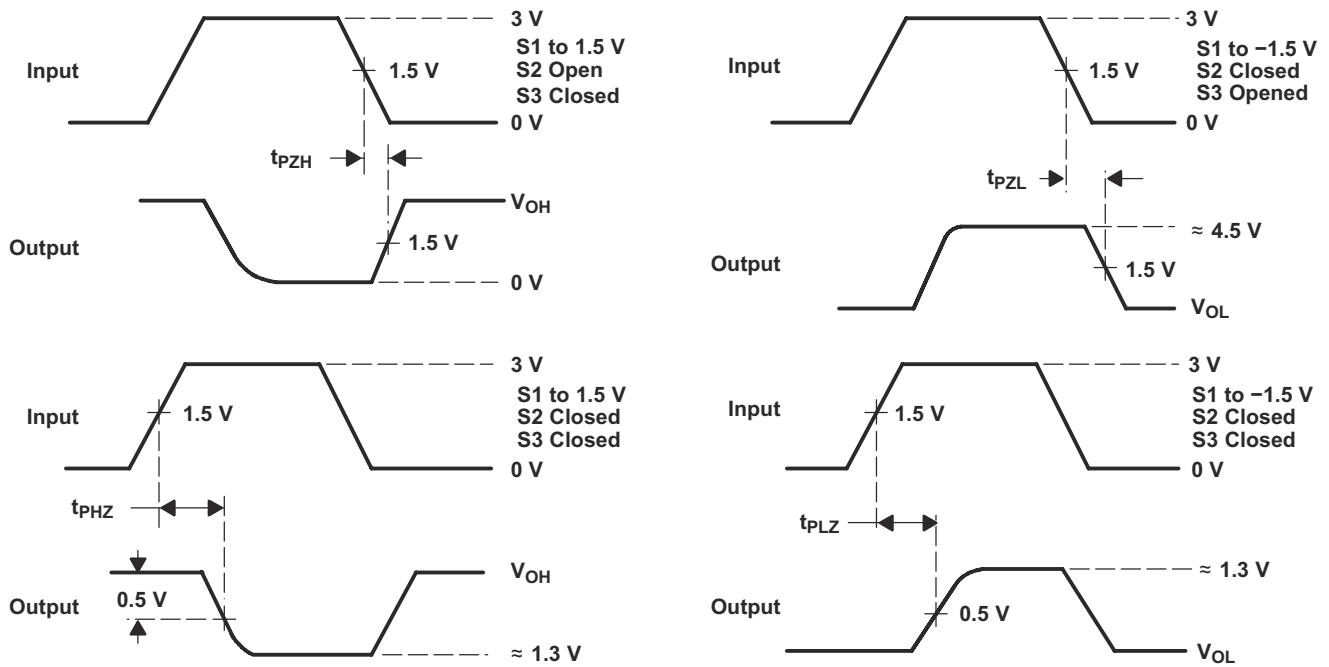 3 V
S1 to 1.5 V
Input
1.5 V
S2 Open
S3 Closed
0 V
tPZH
VOH
Output
1.5 V
0 V
3 V
S1 to −1.5 V
Input
1.5 V
S2 Closed
S3 Opened
0 V
tPZL
≈ 4.5 V
Output
1.5 V
VOL
3 V
S1 to 1.5 V
Input
1.5 V
S2 Closed
S3 Closed
0 V
tPHZ
VOH
Output
0.5 V
≈ 1.3 V
3 V
S1 to −1.5 V
Input
1.5 V
S2 Closed
S3 Closed
0 V
tPLZ
≈ 1.3 V
Output
0.5 V
VOL